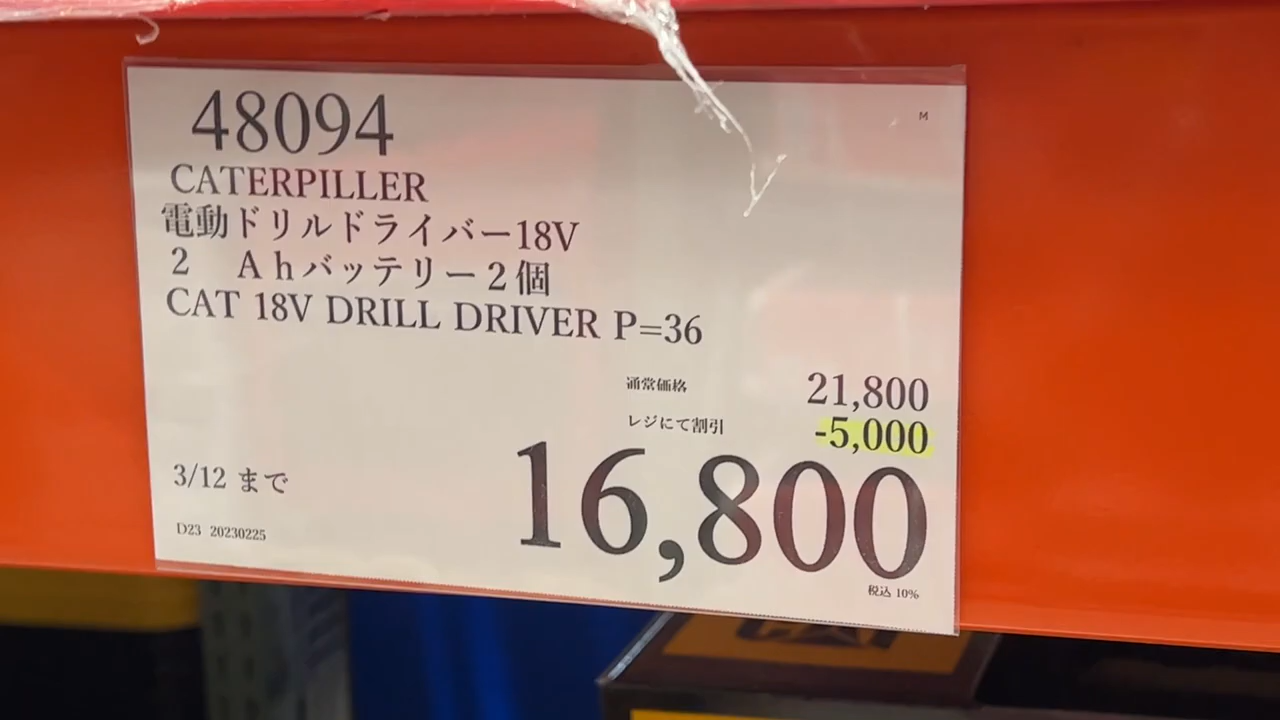 48094
M
CATERPILLER
電動ドリルドライバー18V
2　Ahバッテリー2個
CAT 18V DRILL DRIVER P=36
通常価格 21,800
レジにて割引 -5,000
16,800
3/12 まで
D23 20230225
税込 10%
CAT